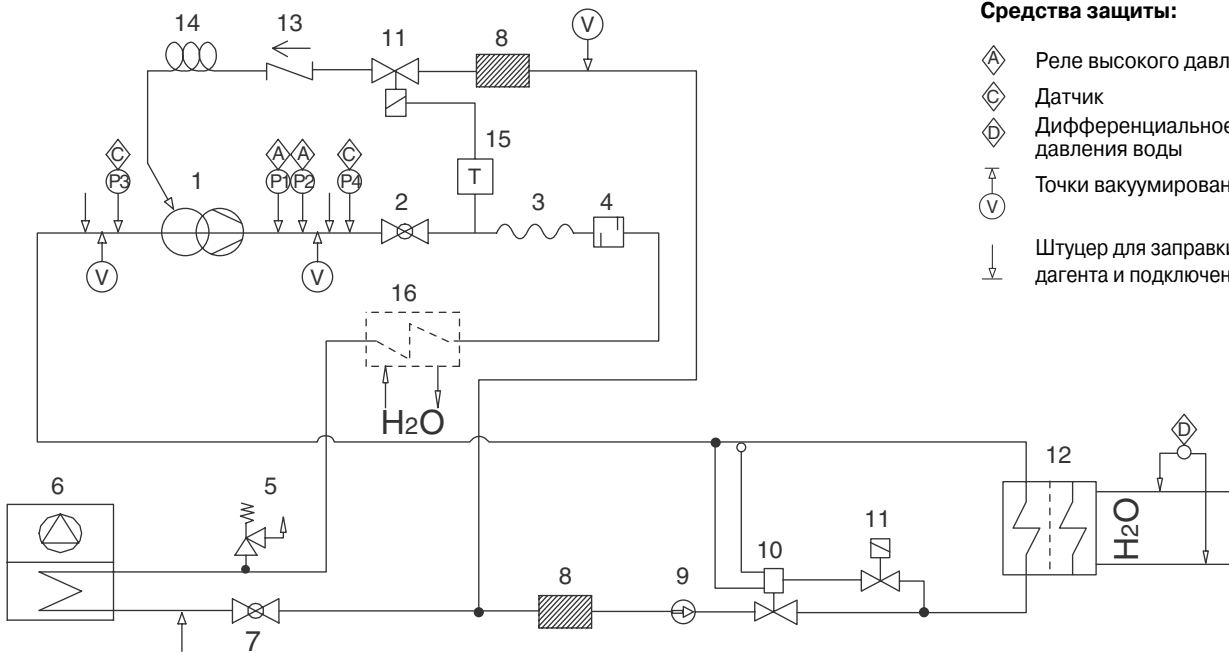 14
13
11
8
V
15
T
C
P3
1
A
A
C
P1
P2
P4
2
3
4
V
V
16
H2O
6
5
7
8
9
10
11
12
H2O
D
Средства защиты:
A Реле высокого давл
C Датчик
D Дифференциальное
давления воды
Точки вакуумирован
V
Штуцер для заправки
дагента и подключен